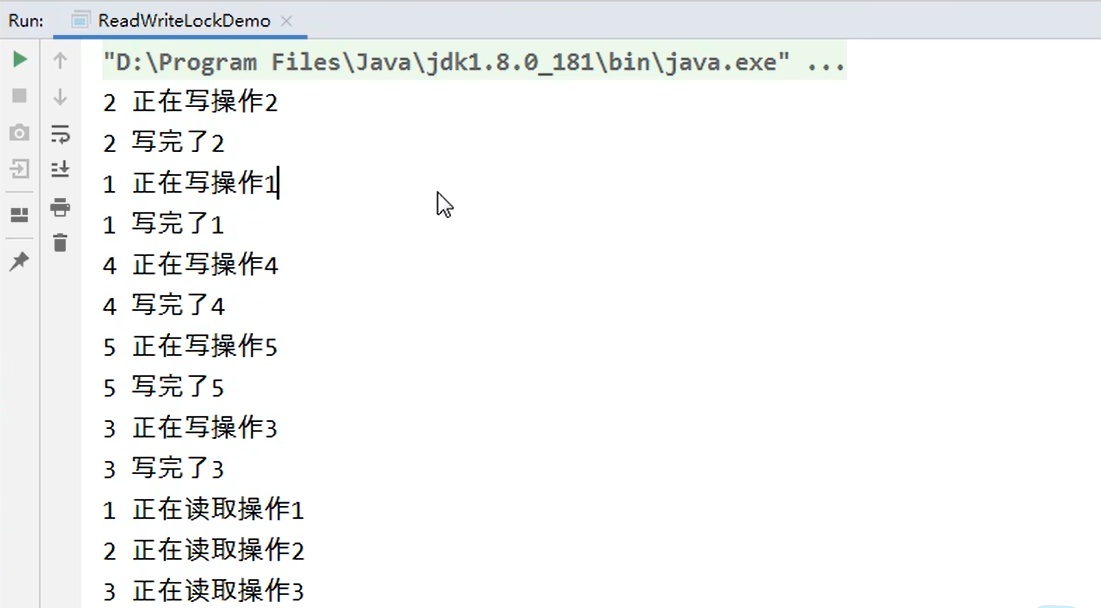 Run: ReadWriteLockDemo
"D:\Program Files\Java\jdk1.8.0_181\bin\java.exe" ...
2 正在写操作2
2 写完了2
1 正在写操作1
1 写完了1
4 正在写操作4
4 写完了4
5 正在写操作5
5 写完了5
3 正在写操作3
3 写完了3
1 正在读取操作1
2 正在读取操作2
3 正在读取操作3